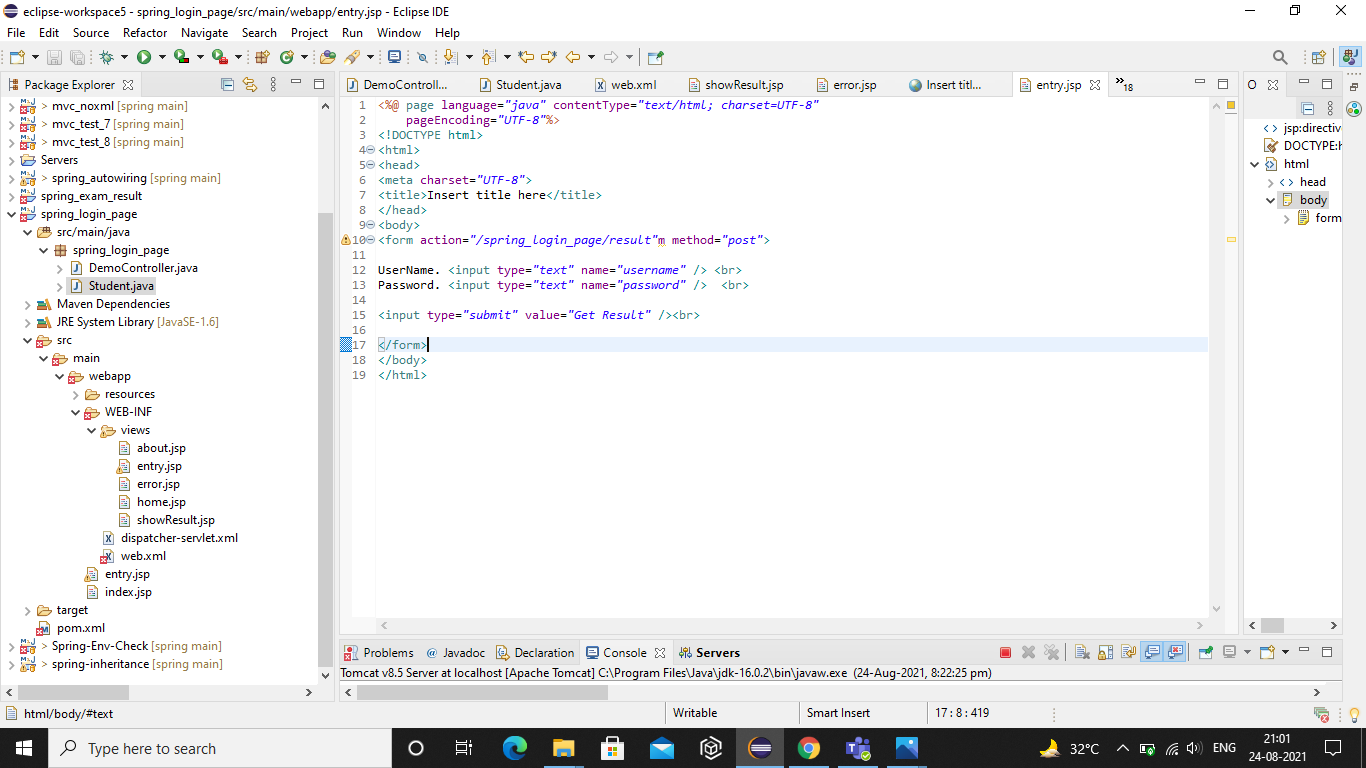 eclipse-workspace5 - spring_login_page/src/main/webapp/entry.jsp - Eclipse IDE
File Edit Source Refactor Navigate Search Project Run Window Help
Package Explorer
> mvc_noxml [spring main]
> mvc_test_7 [spring main]
> mvc_test_8 [spring main]
Servers
> spring_autowiring [spring main]
spring_exam_result
spring_login_page
src/main/java
spring_login_page
DemoController.java
Student.java
Maven Dependencies
JRE System Library [JavaSE-1.6]
src
main
webapp
resources
WEB-INF
views
about.jsp
entry.jsp
error.jsp
home.jsp
showResult.jsp
dispatcher-servlet.xml
web.xml
entry.jsp
index.jsp
target
pom.xml
> Spring-Env-Check [spring main]
> spring-inheritance [spring main]
DemoControll... Student.java web.xml showResult.jsp error.jsp Insert titl... entry.jsp »18
1 <%@ page language="java" contentType="text/html; charset=UTF-8"
2 pageEncoding="UTF-8"%>
3 <!DOCTYPE html>
4 <html>
5 <head>
6 <meta charset="UTF-8">
7 <title>Insert title here</title>
8 </head>
9 <body>
10 <form action="/spring_login_page/result"m method="post">
11
12 UserName. <input type="text" name="username" /> <br>
13 Password. <input type="text" name="password" /> <br>
14
15 <input type="submit" value="Get Result" /><br>
16
17 </form>
18 </body>
19 </html>
O
jsp:directiv
DOCTYPE:h
html
head
body
form
Problems @ Javadoc Declaration Console Servers
Tomcat v8.5 Server at localhost [Apache Tomcat] C:\Program Files\Java\jdk-16.0.2\bin\javaw.exe (24-Aug-2021, 8:22:25 pm)
html/body/#text Writable Smart Insert 17 : 8 : 419
Type here to search
32°C ENG 21:01
24-08-2021